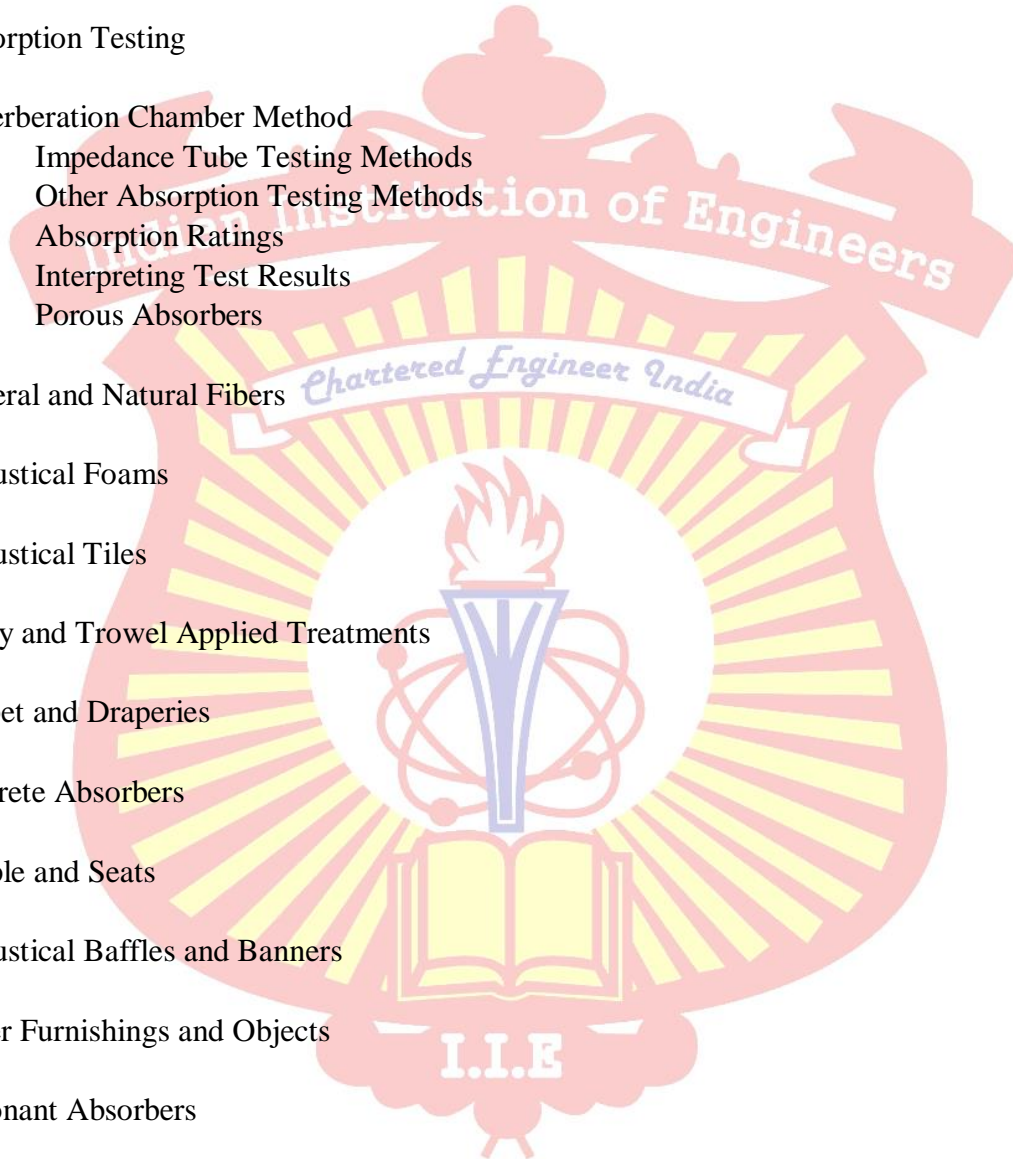 orption Testing
erberation Chamber Method
Impedance Tube Testing Methods
Other Absorption Testing Methods
Indian Institution of Engineers
Absorption Ratings
Interpreting Test Results
Porous Absorbers
Chartered Engineer India
eral and Natural Fibers
ustical Foams
ustical Tiles
y and Trowel Applied Treatments
et and Draperies
rete Absorbers
ple and Seats
ustical Baffles and Banners
r Furnishings and Objects
I.I.E
onant Absorbers